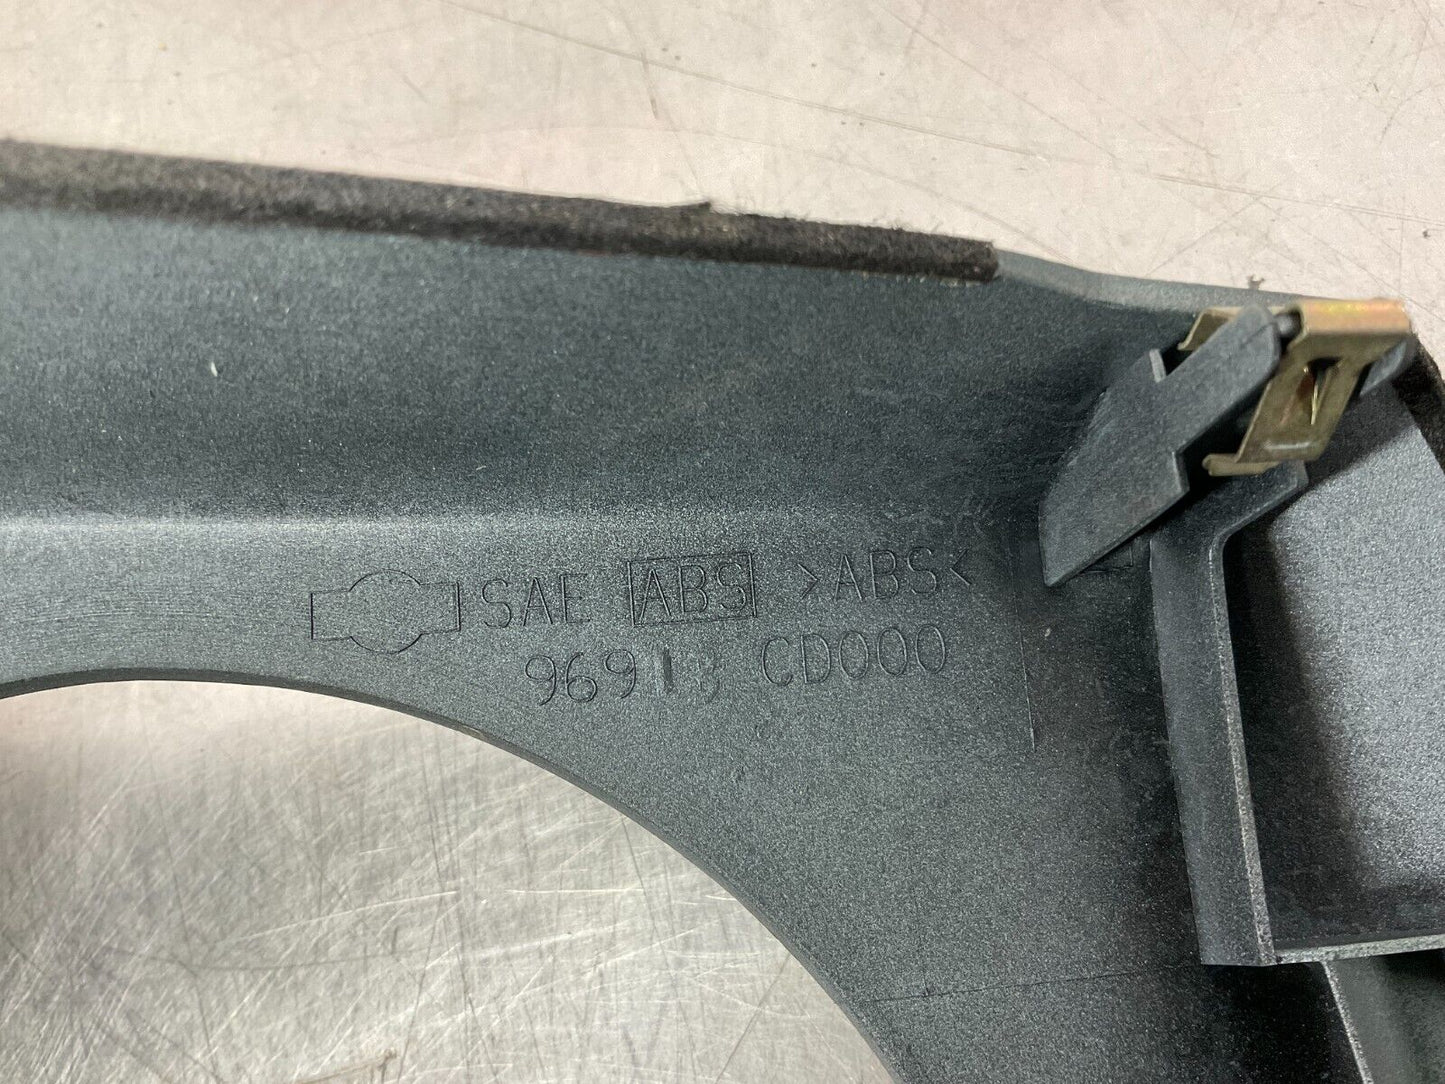 SAE ABS >ABS<
96913 CD000